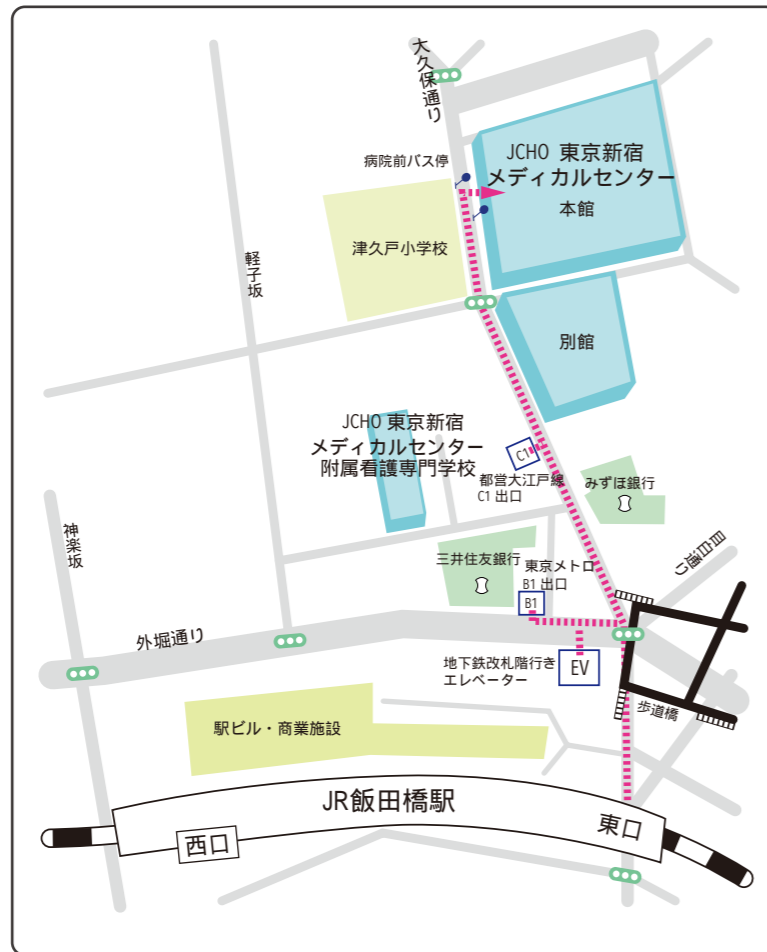 大久保通り
病院前バス停
JCHO 東京新宿
メディカルセンター
本館
津久戸小学校
軽子坂
別館
JCHO 東京新宿
メディカルセンター
附属看護専門学校
C1
都営大江戸線
C1 出口
みずほ銀行
神楽坂
目白通り
三井住友銀行
東京メトロ
B1 出口
B1
外堀通り
地下鉄改札階行き
エレベーター
EV
歩道橋
駅ビル・商業施設
JR飯田橋駅
東口
西口